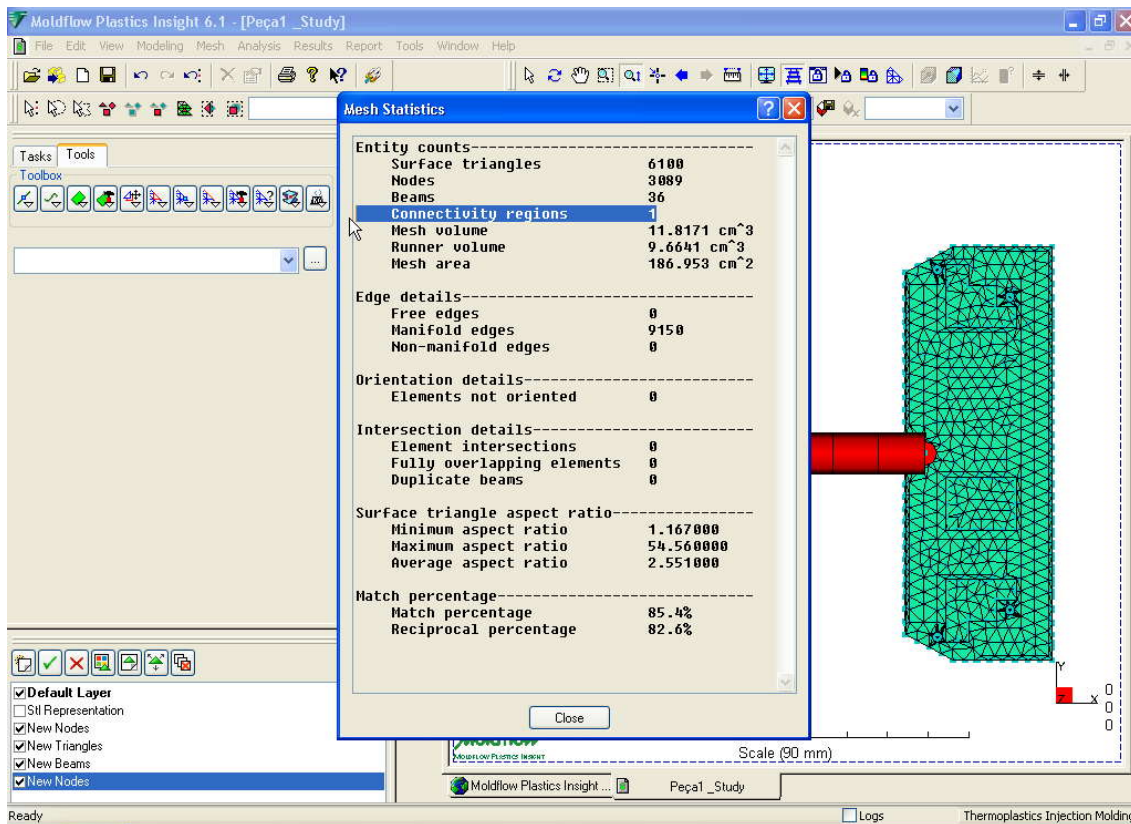 Moldflow Plastics Insight 6.1 - [Peça1 _Study]
File Edit View Modeling Mesh Analysis Results Report Tools Window Help
Mesh Statistics
Tasks Tools
Toolbox
Entity counts--------------------------------
Surface triangles 6100
Nodes 3089
Beams 36
Connectivity regions 1
Mesh volume 11.8171 cm^3
Runner volume 9.6641 cm^3
Mesh area 186.953 cm^2
Edge details---------------------------------
Free edges 0
Manifold edges 9150
Non-manifold edges 0
Orientation details--------------------------
Elements not oriented 0
Intersection details-------------------------
Element intersections 0
Fully overlapping elements 0
Duplicate beams 0
Surface triangle aspect ratio----------------
Minimum aspect ratio 1.167000
Maximum aspect ratio 54.560000
Average aspect ratio 2.551000
Match percentage-----------------------------
Match percentage 85.4%
Reciprocal percentage 82.6%
Close
Default Layer
Stl Representation
New Nodes
New Triangles
New Beams
New Nodes
Y
Z X
0
0
0
MOLDFLOW PLASTICS INSIGHT
Scale (90 mm)
Moldflow Plastics Insight ... Peça1 _Study
Ready Logs Thermoplastics Injection Molding